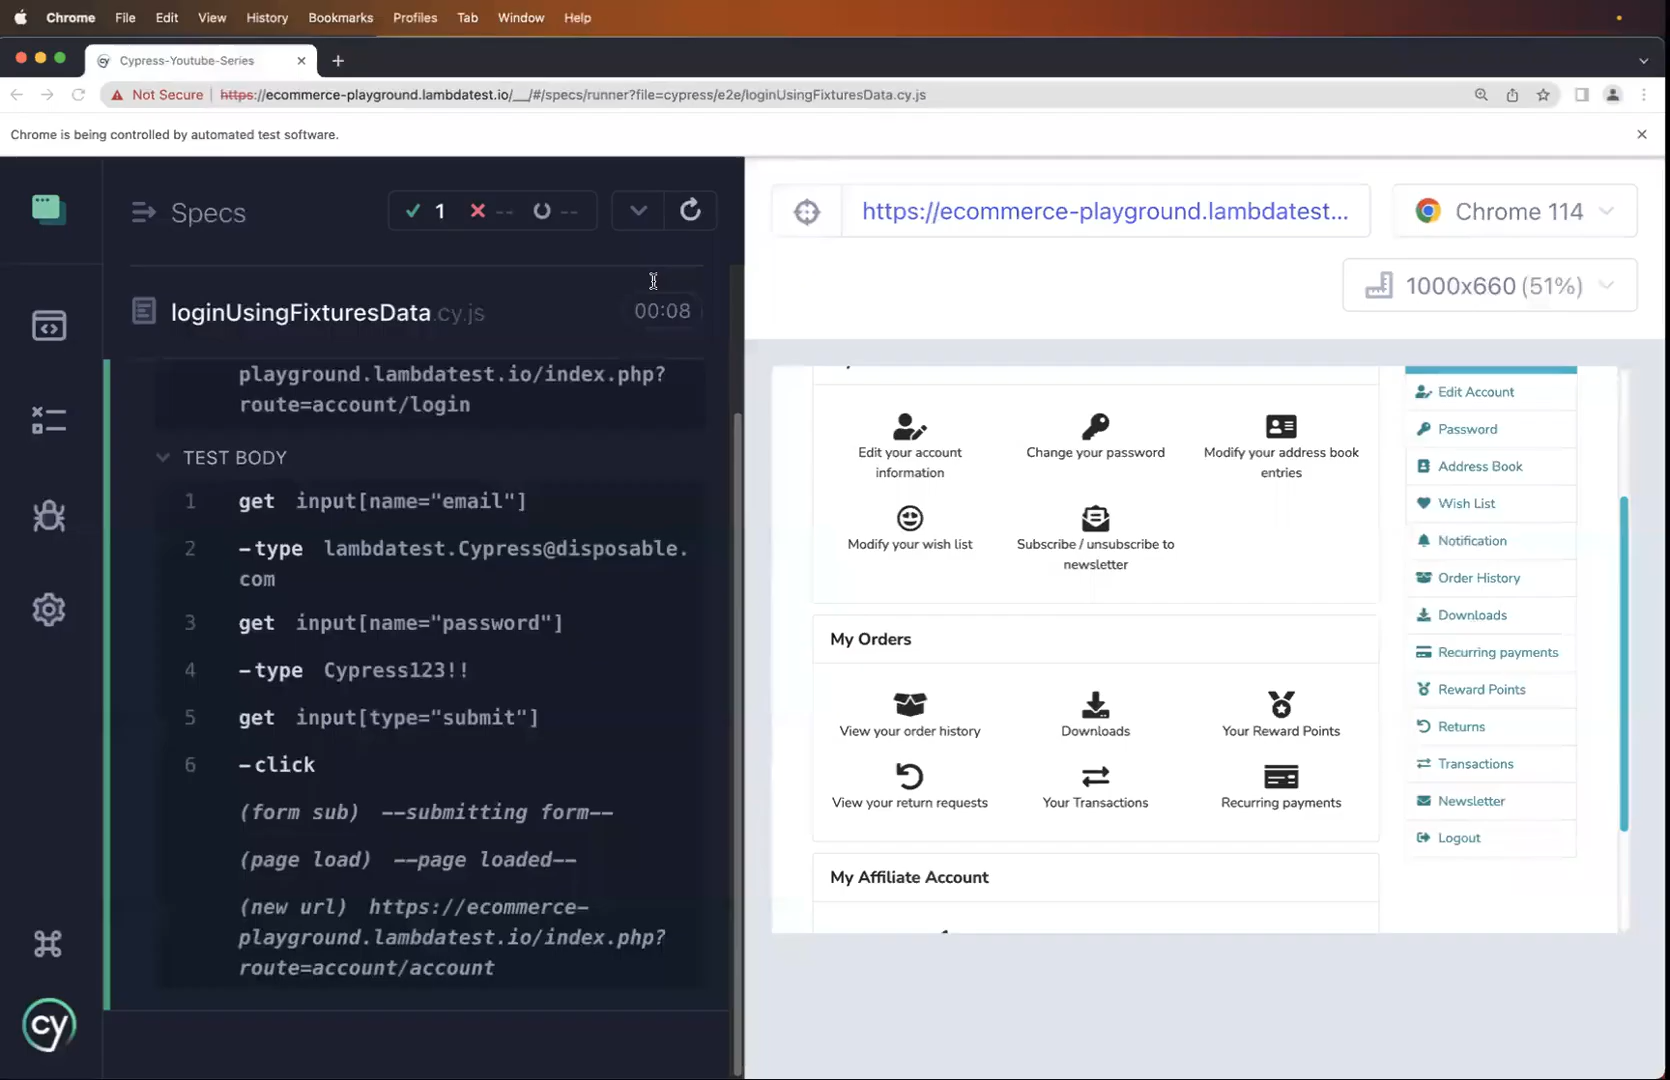 Chrome File Edit View History Bookmarks Profiles Tab Window Help
Cypress-Youtube-Series
Not Secure https://ecommerce-playground.lambdatest.io/__/#/specs/runner?file=cypress/e2e/loginUsingFixturesData.cy.js
Chrome is being controlled by automated test software.
Specs
1 -- --
https://ecommerce-playground.lambdatest...
Chrome 114
1000x660 (51%)
loginUsingFixturesData.cy.js 00:08
playground.lambdatest.io/index.php?
route=account/login
TEST BODY
1 get input[name="email"]
2 -type lambdatest.Cypress@disposable.
com
3 get input[name="password"]
4 -type Cypress123!!
5 get input[type="submit"]
6 -click
(form sub) --submitting form--
(page load) --page loaded--
(new url) https://ecommerce-
playground.lambdatest.io/index.php?
route=account/account
cy
Edit your account
information
Change your password
Modify your address book
entries
Modify your wish list
Subscribe / unsubscribe to
newsletter
My Orders
View your order history
Downloads
Your Reward Points
View your return requests
Your Transactions
Recurring payments
My Affiliate Account
Edit Account
Password
Address Book
Wish List
Notification
Order History
Downloads
Recurring payments
Reward Points
Returns
Transactions
Newsletter
Logout